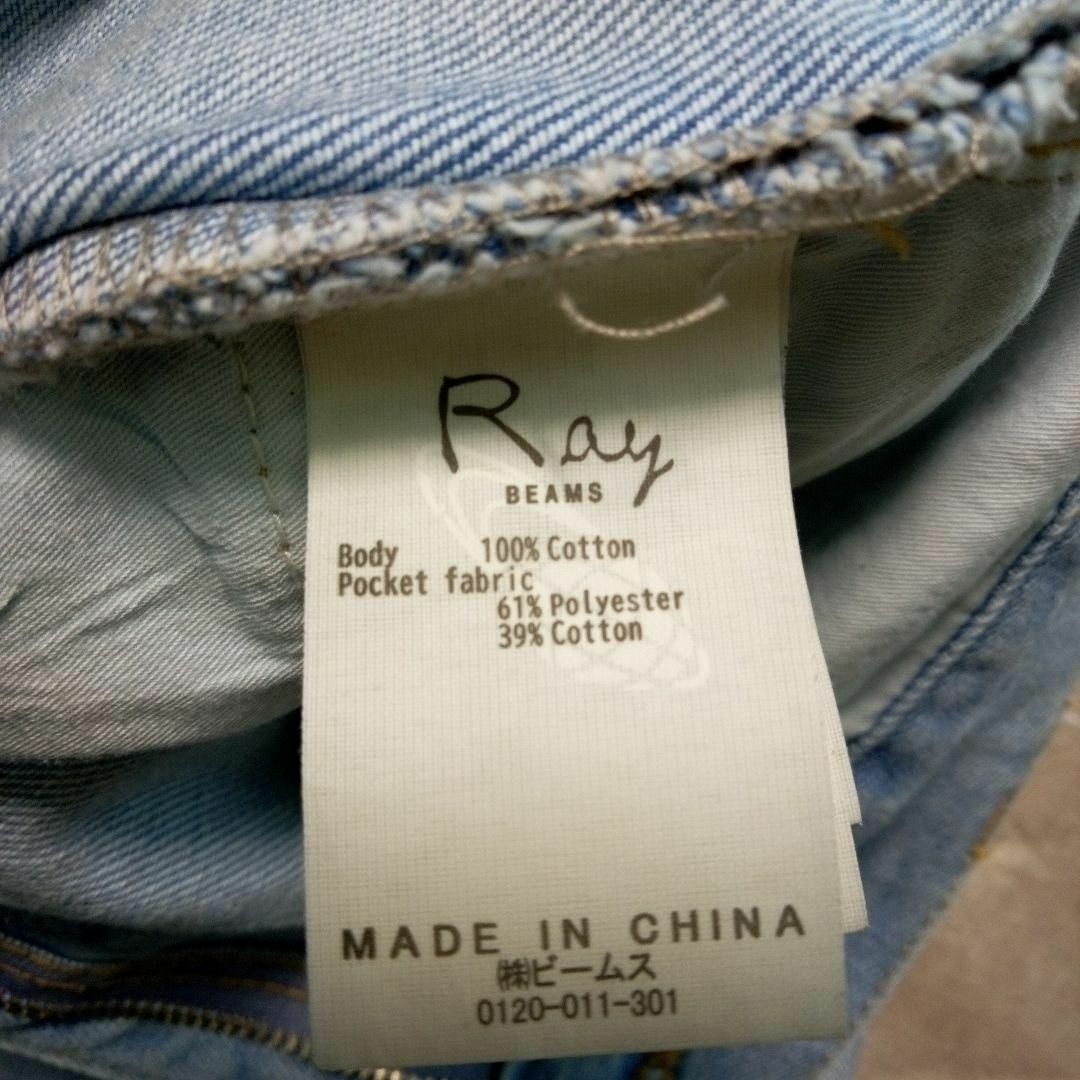 Ray
BEAMS
Body 100% Cotton
Pocket fabric
61% Polyester
39% Cotton
MADE IN CHINA
㈱ビームス
0120-011-301